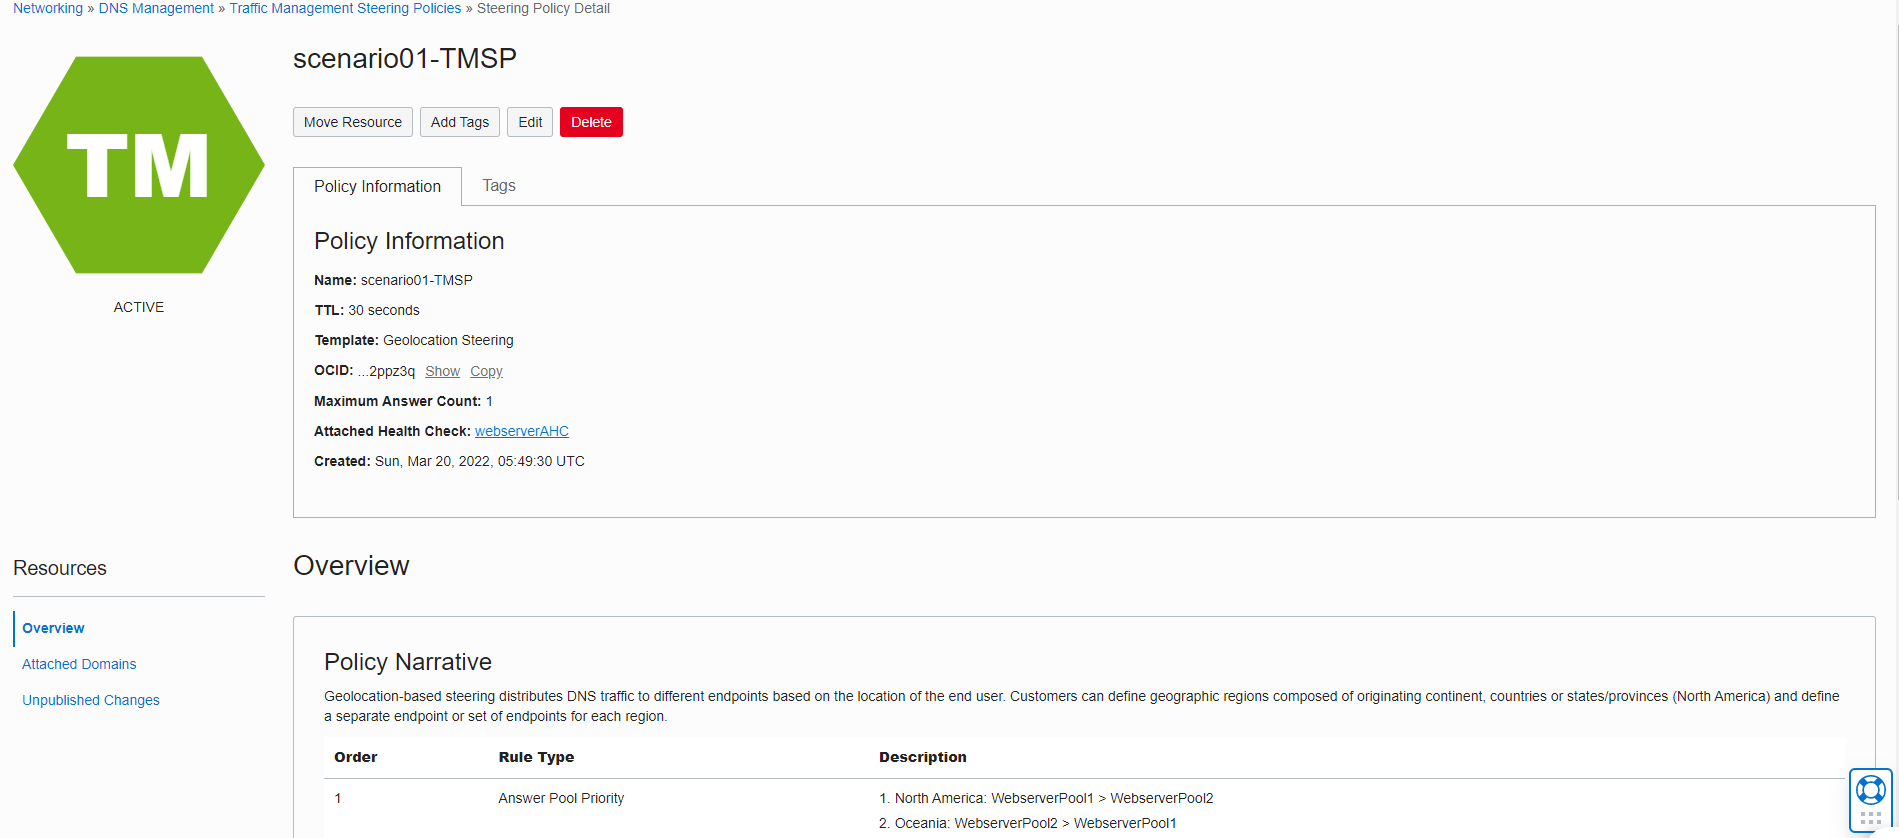 Networking » DNS Management » Traffic Management Steering Policies » Steering Policy Detail
TM
ACTIVE
scenario01-TMSP
Move Resource Add Tags Edit Delete
Policy Information Tags
Policy Information
Name: scenario01-TMSP
TTL: 30 seconds
Template: Geolocation Steering
OCID: ...2ppz3q Show Copy
Maximum Answer Count: 1
Attached Health Check: webserverAHC
Created: Sun, Mar 20, 2022, 05:49:30 UTC
Resources
Overview
Attached Domains
Unpublished Changes
Overview
Policy Narrative
Geolocation-based steering distributes DNS traffic to different endpoints based on the location of the end user. Customers can define geographic regions composed of originating continent, countries or states/provinces (North America) and define
a separate endpoint or set of endpoints for each region.
Order Rule Type Description
1 Answer Pool Priority 1. North America: WebserverPool1 > WebserverPool2
2. Oceania: WebserverPool2 > WebserverPool1